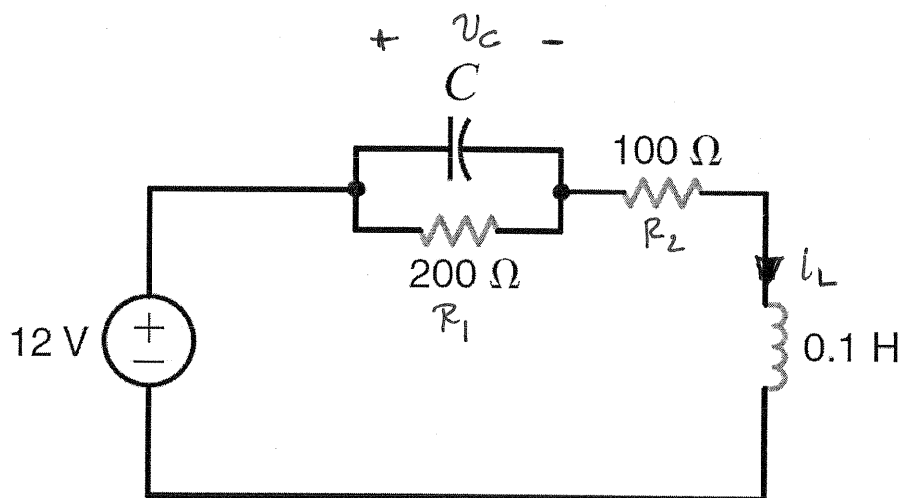 + v_C -
C
100 Ω
R_2
200 Ω
R_1
i_L
12 V
+
−
0.1 H